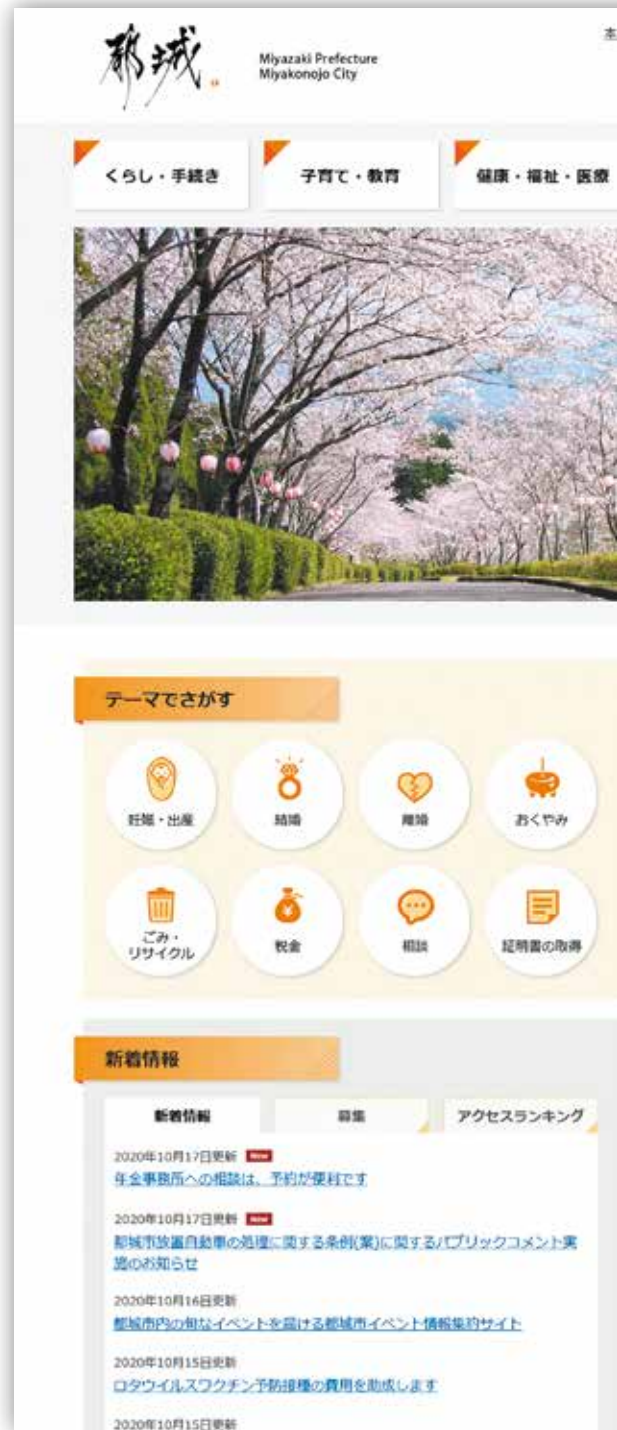 都城
Miyazaki Prefecture
Miyakonojo City
本
くらし・手続き
子育て・教育
健康・福祉・医療
テーマでさがす
妊娠・出産
結婚
離婚
おくやみ
ごみ・
リサイクル
税金
相談
証明書の取得
新着情報
新着情報
募集
アクセスランキング
2020年10月17日更新 New
年金事務所への相談は、予約が便利です
2020年10月17日更新 New
都城市放置自動車の処理に関する条例(案)に関するパブリックコメント実
施のお知らせ
2020年10月16日更新
都城市内の旬なイベントを届ける都城市イベント情報集約サイト
2020年10月15日更新
ロタウイルスワクチン予防接種の費用を助成します
2020年10月15日更新